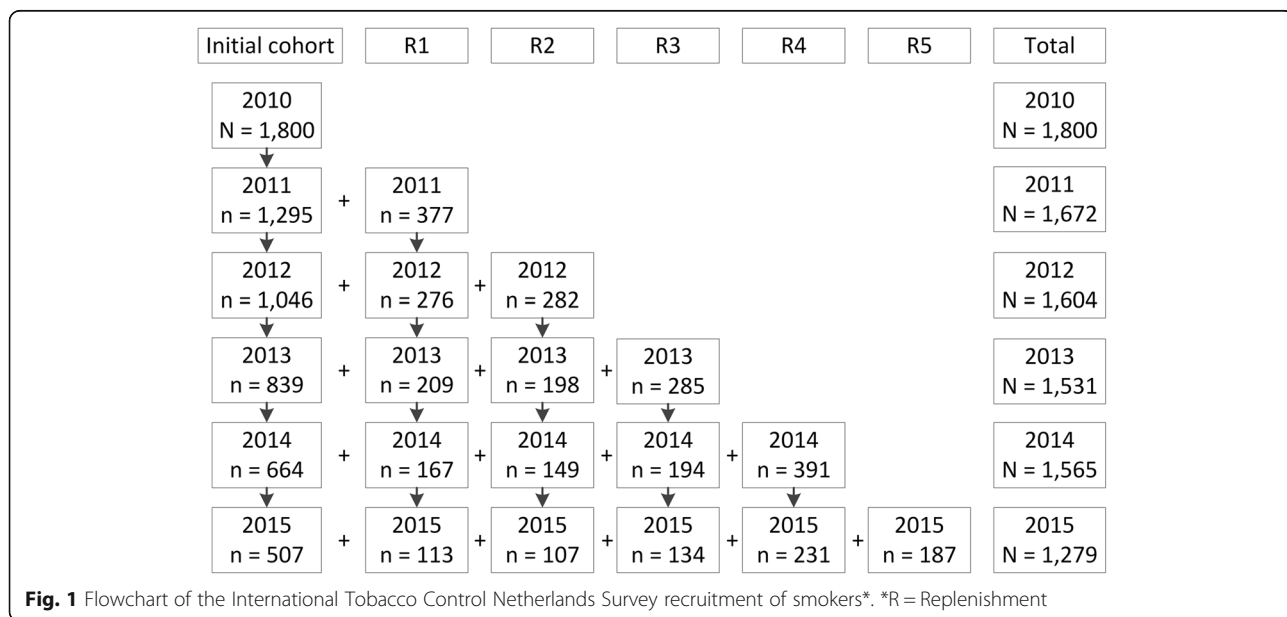 Initial cohort R1 R2 R3 R4 R5 Total
2010 2010
N = 1,800 N = 1,800
2011 + 2011 2011
n = 1,295 n = 377 N = 1,672
2012 + 2012 + 2012 2012
n = 1,046 n = 276 n = 282 N = 1,604
2013 + 2013 + 2013 + 2013 2013
n = 839 n = 209 n = 198 n = 285 N = 1,531
2014 + 2014 + 2014 + 2014 + 2014 2014
n = 664 n = 167 n = 149 n = 194 n = 391 N = 1,565
2015 + 2015 + 2015 + 2015 + 2015 + 2015 2015
n = 507 n = 113 n = 107 n = 134 n = 231 n = 187 N = 1,279
Fig. 1 Flowchart of the International Tobacco Control Netherlands Survey recruitment of smokers*. *R = Replenishment